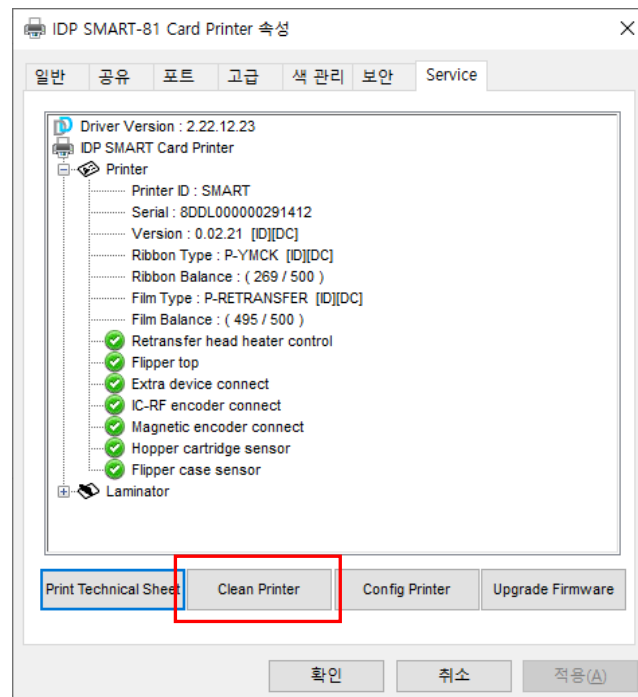 IDP SMART-81 Card Printer 속성
일반 공유 포트 고급 색 관리 보안 Service
Driver Version : 2.22.12.23
IDP SMART Card Printer
Printer
Printer ID : SMART
Serial : 8DDL000000291412
Version : 0.02.21 [ID][DC]
Ribbon Type : P-YMCK [ID][DC]
Ribbon Balance : ( 269 / 500 )
Film Type : P-RETRANSFER [ID][DC]
Film Balance : ( 495 / 500 )
Retransfer head heater control
Flipper top
Extra device connect
IC-RF encoder connect
Magnetic encoder connect
Hopper cartridge sensor
Flipper case sensor
Laminator
Print Technical Sheet Clean Printer Config Printer Upgrade Firmware
확인 취소 적용(A)